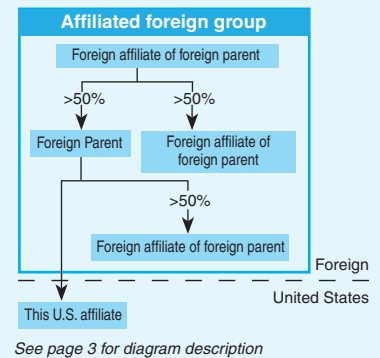 Affiliated foreign group
Foreign affiliate of foreign parent
>50%
>50%
Foreign Parent
Foreign affiliate of
foreign parent
>50%
Foreign affiliate of foreign parent
Foreign
United States
This U.S. affiliate
See page 3 for diagram description